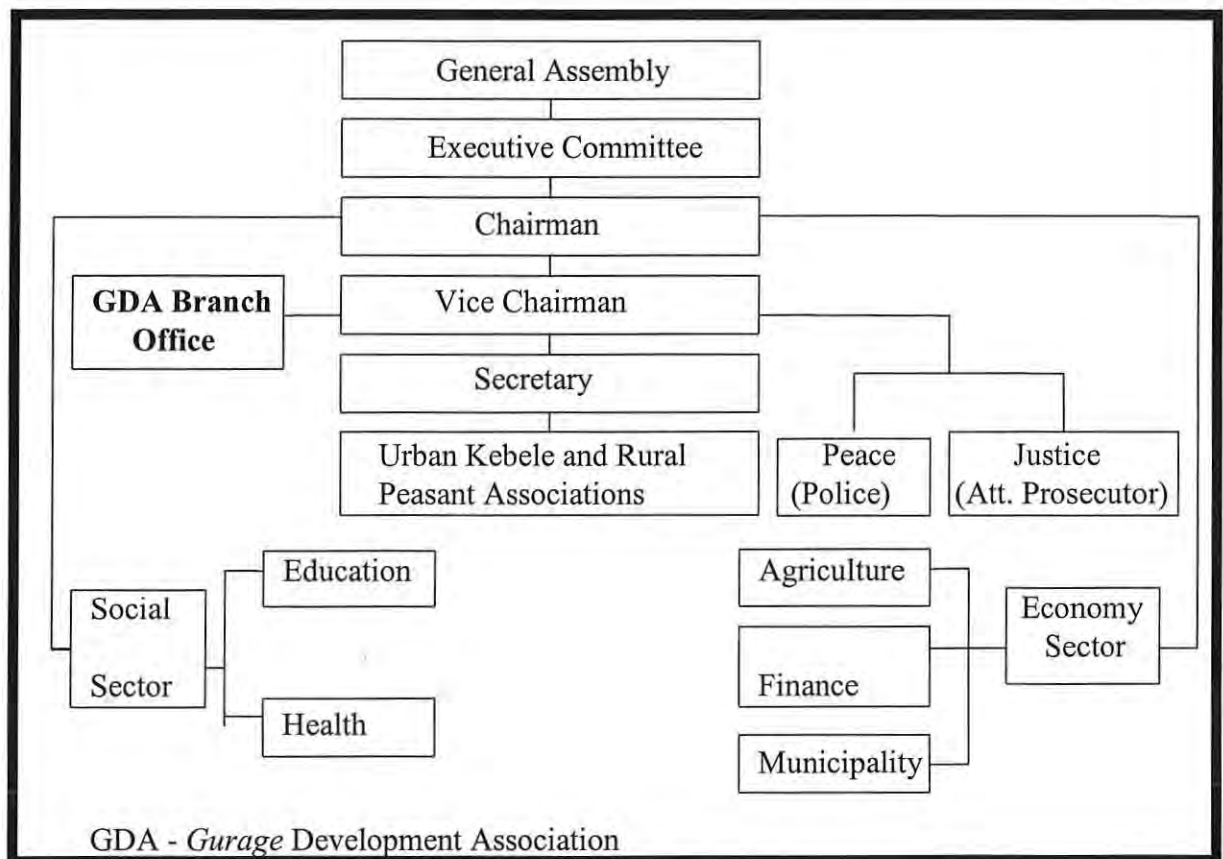 General Assembly
Executive Committee
Chairman
GDA Branch
Office
Vice Chairman
Secretary
Urban Kebele and Rural
Peasant Associations
Peace
(Police)
Justice
(Att. Prosecutor)
Social
Sector
Education
Health
Agriculture
Finance
Municipality
Economy
Sector
GDA - Gurage Development Association